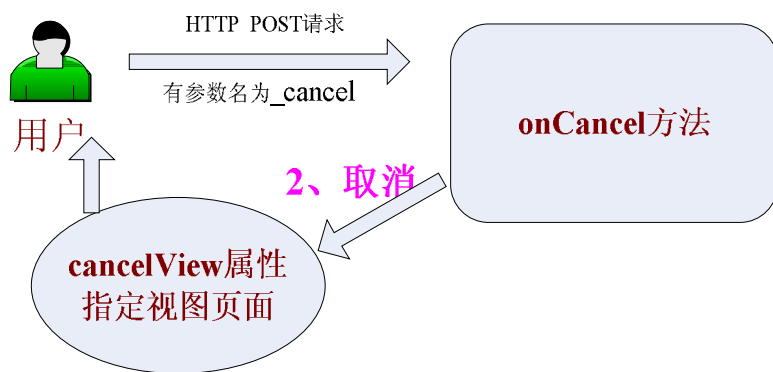 HTTP POST请求
有参数名为_cancel
用户
onCancel方法
2、取消
cancelView属性
指定视图页面